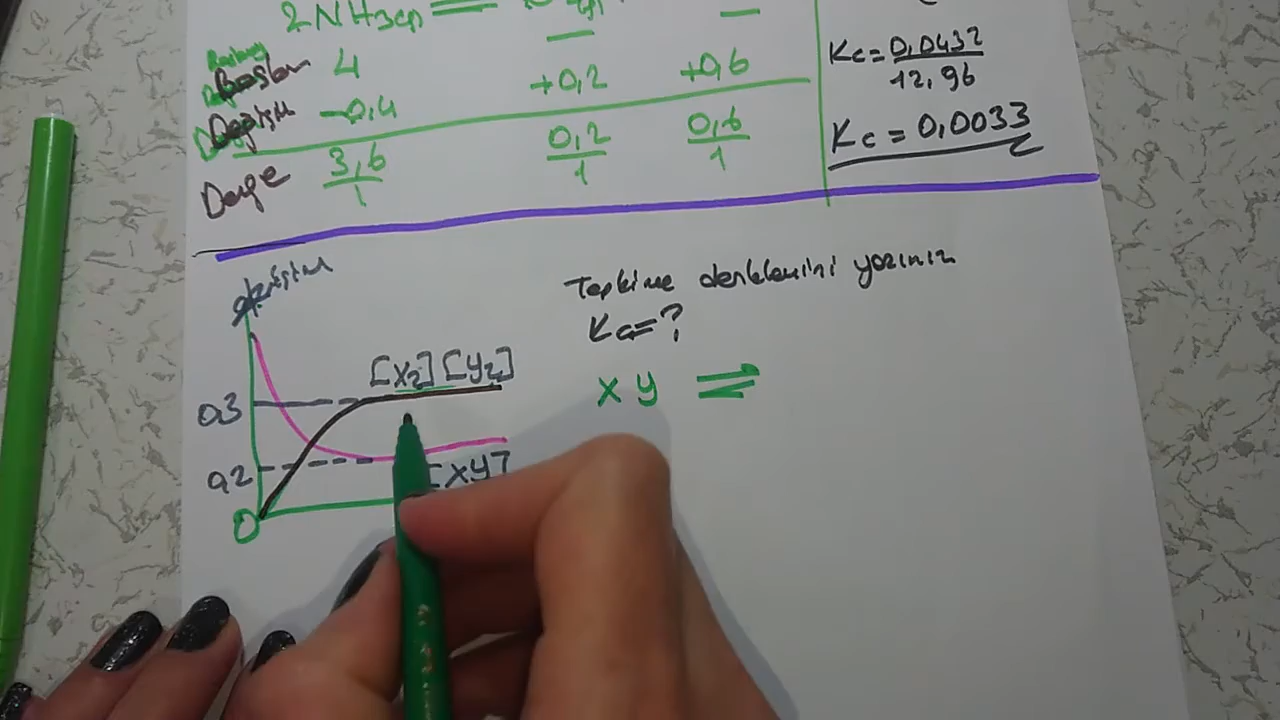 2NH3(g) ⇌
Başlan 4
Değişim -0,4 +0,2 +0,6
Denge 3,6/1 0,2/1 0,6/1
Kc=0,0432/12,96
Kc=0,0033
derişim
0,3
0,2
0
[X2] [Y2]
[XY]
Tepkime denklemini yazınız
Kc=?
XY ⇌